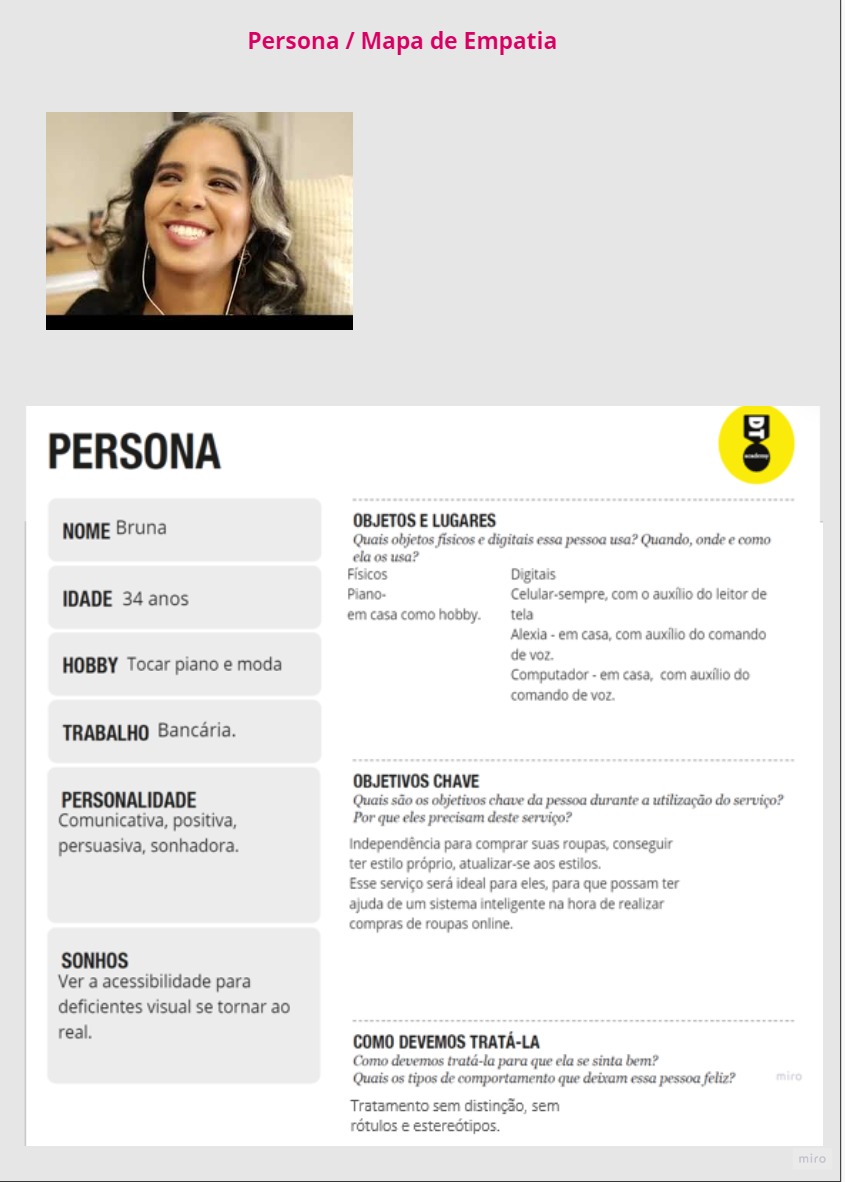 Persona / Mapa de Empatia
PERSONA
DT
academy
NOME Bruna
IDADE 34 anos
HOBBY Tocar piano e moda
TRABALHO Bancária.
PERSONALIDADE
Comunicativa, positiva,
persuasiva, sonhadora.
SONHOS
Ver a acessibilidade para
deficientes visual se tornar ao
real.
OBJETOS E LUGARES
Quais objetos físicos e digitais essa pessoa usa? Quando, onde e como
ela os usa?
Físicos
Piano-
em casa como hobby.
Digitais
Celular-sempre, com o auxílio do leitor de
tela
Alexia - em casa, com auxílio do comando
de voz.
Computador - em casa, com auxílio do
comando de voz.
OBJETIVOS CHAVE
Quais são os objetivos chave da pessoa durante a utilização do serviço?
Por que eles precisam deste serviço?
Independência para comprar suas roupas, conseguir
ter estilo próprio, atualizar-se aos estilos.
Esse serviço será ideal para eles, para que possam ter
ajuda de um sistema inteligente na hora de realizar
compras de roupas online.
COMO DEVEMOS TRATÁ-LA
Como devemos tratá-la para que ela se sinta bem?
Quais os tipos de comportamento que deixam essa pessoa feliz?
miro
Tratamento sem distinção, sem
rótulos e estereótipos.
miro